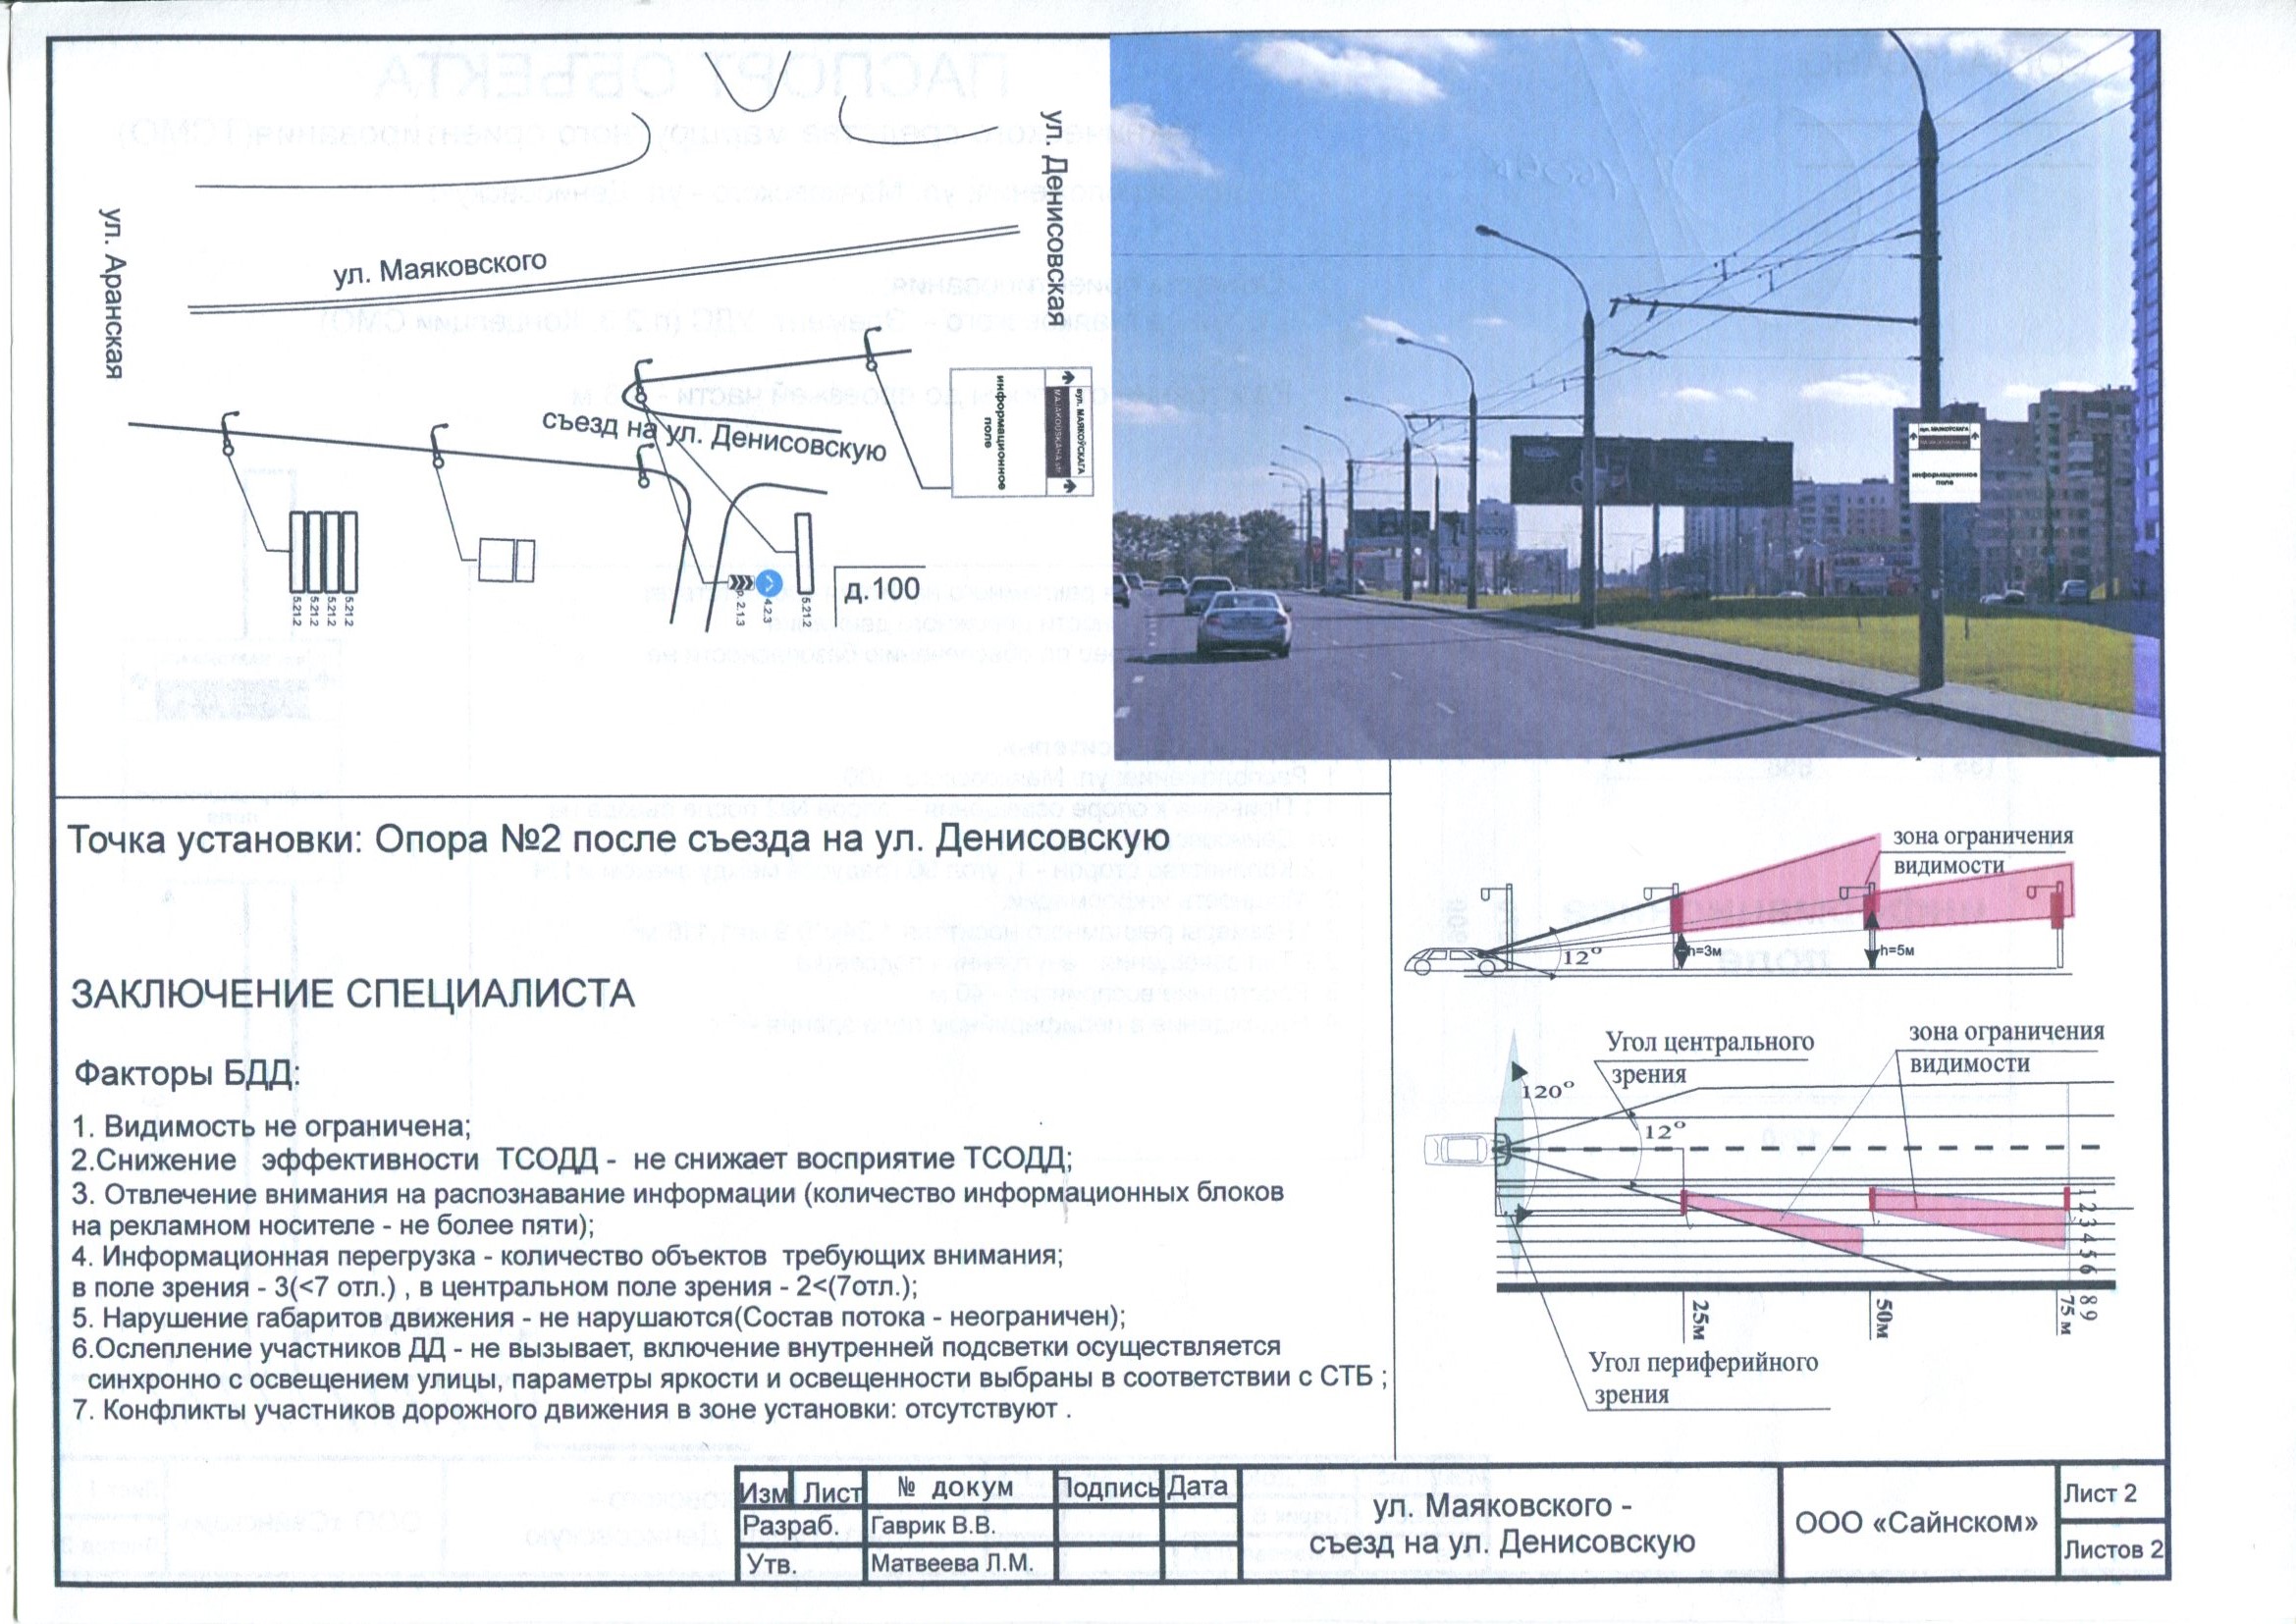 ул. Денисовская
ул. Аранская
ул. Маяковского
съезд на ул. Денисовскую
вул. МАЯКОЎСКАГА
MAJAKOUSKAHA
информационное
поле
5.21.2
5.21.2
5.21.2
5.21.2
р.2.1.3
4.2.3
5.21.2
д.100
вул. МАЯКОЎСКАГА
информационное
поле
Точка установки: Опора №2 после съезда на ул. Денисовскую
ЗАКЛЮЧЕНИЕ СПЕЦИАЛИСТА
Факторы БДД:
1. Видимость не ограничена;
2.Снижение эффективности ТСОДД - не снижает восприятие ТСОДД;
3. Отвлечение внимания на распознавание информации (количество информационных блоков
на рекламном носителе - не более пяти);
4. Информационная перегрузка - количество объектов требующих внимания;
в поле зрения - 3(<7 отл.) , в центральном поле зрения - 2<(7отл.);
5. Нарушение габаритов движения - не нарушаются(Состав потока - неограничен);
6.Ослепление участников ДД - не вызывает, включение внутренней подсветки осуществляется
синхронно с освещением улицы, параметры яркости и освещенности выбраны в соответствии с СТБ ;
7. Конфликты участников дорожного движения в зоне установки: отсутствуют .
зона ограничения
видимости
12°
h=3м
h=5м
Угол центрального
зрения
зона ограничения
видимости
120°
12°
1 2 3 4 5 6 8 9
25м
50м
75 м
Угол периферийного
зрения
Изм Лист № докум Подпись Дата
Разраб. Гаврик В.В.
Утв. Матвеева Л.М.
ул. Маяковского -
съезд на ул. Денисовскую
ООО «Сайнском»
Лист 2
Листов 2